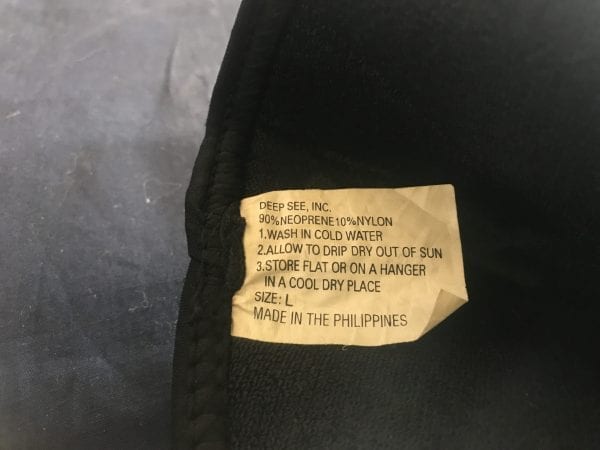 DEEP SEE, INC.
90%NEOPRENE10%NYLON
1.WASH IN COLD WATER
2.ALLOW TO DRIP DRY OUT OF SUN
3.STORE FLAT OR ON A HANGER
IN A COOL DRY PLACE
SIZE: L
MADE IN THE PHILIPPINES